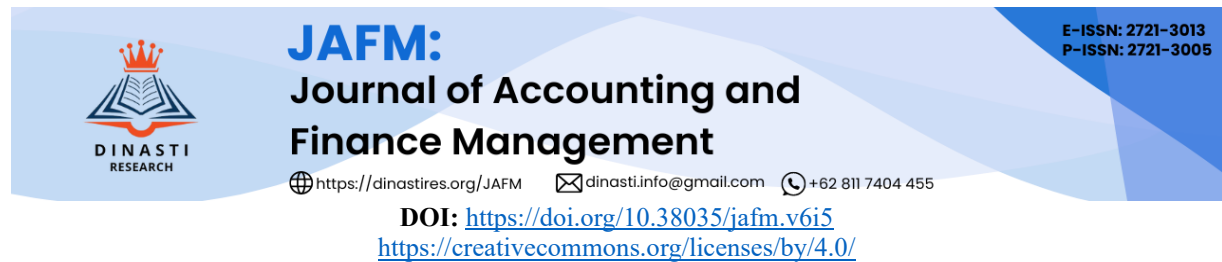 JAFM:
Journal of Accounting and
Finance Management
E-ISSN: 2721-3013
P-ISSN: 2721-3005
DINASTI
RESEARCH
https://dinastires.org/JAFM dinasti.info@gmail.com +62 811 7404 455
DOI: https://doi.org/10.38035/jafm.v6i5
https://creativecommons.org/licenses/by/4.0/